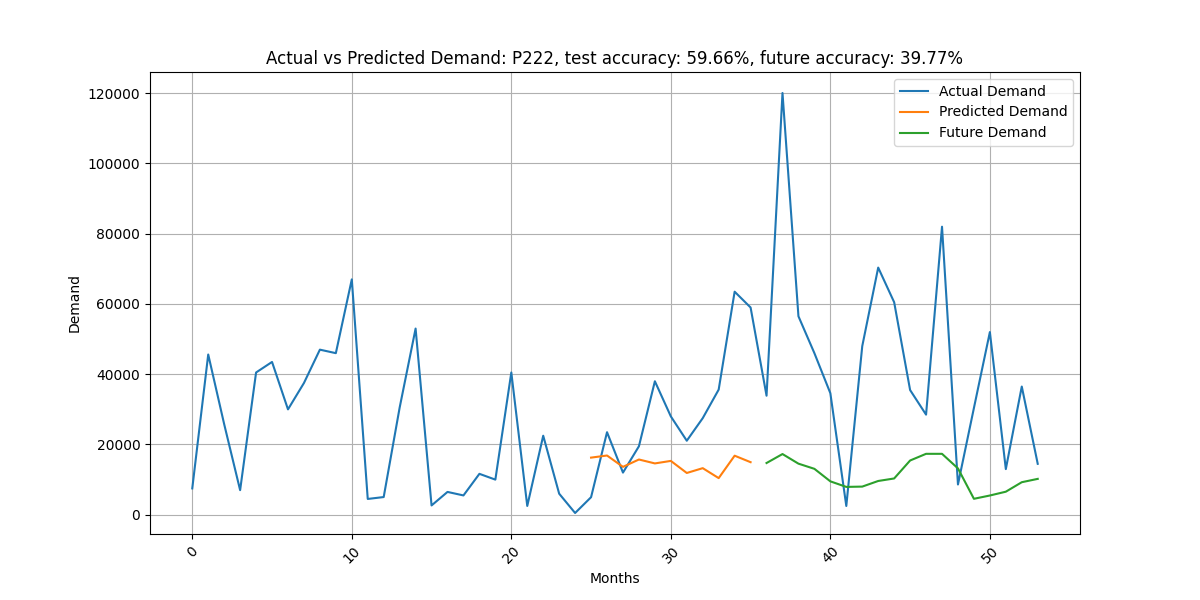 Actual vs Predicted Demand: P222, test accuracy: 59.66%, future accuracy: 39.77%
Actual Demand
Predicted Demand
Future Demand
Demand
120000
100000
80000
60000
40000
20000
0
0
10
20
30
40
50
Months